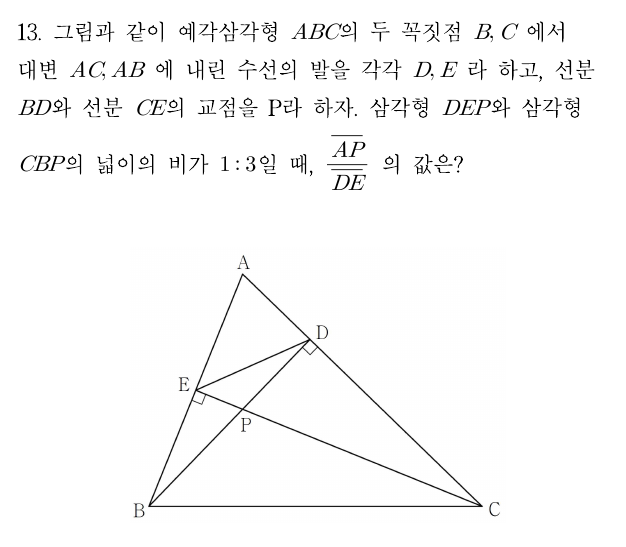 13. 그림과 같이 예각삼각형 ABC의 두 꼭짓점 B, C 에서
대변 AC, AB 에 내린 수선의 발을 각각 D, E 라 하고, 선분
BD와 선분 CE의 교점을 P라 하자. 삼각형 DEP와 삼각형
CBP의 넓이의 비가 1 : 3일 때, \frac{\overline{AP}}{\overline{DE}} 의 값은?
A
D
E
P
B
C